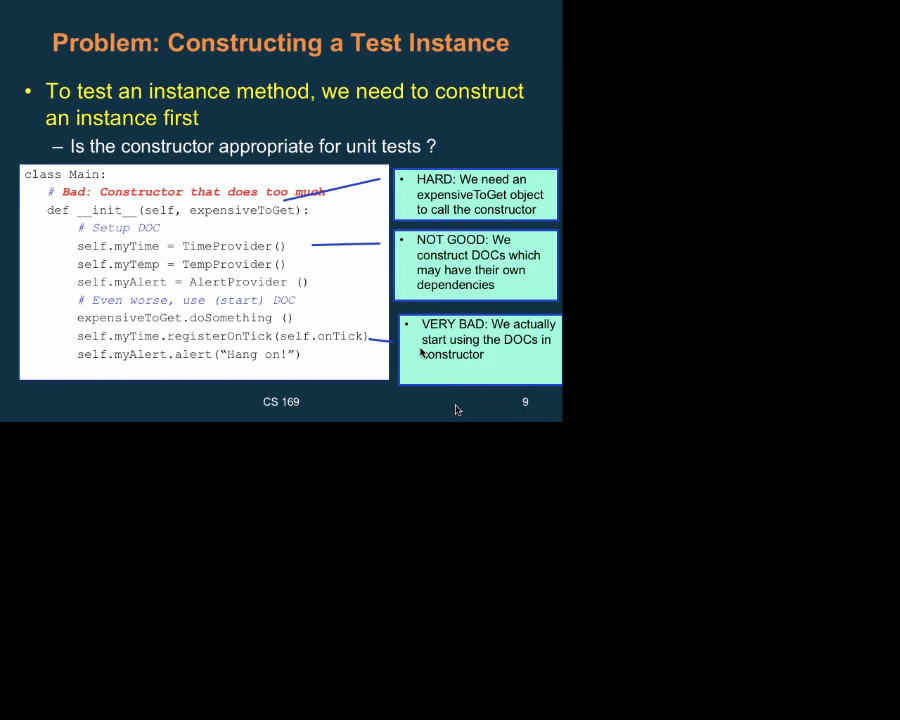 Problem: Constructing a Test Instance
• To test an instance method, we need to construct
an instance first
– Is the constructor appropriate for unit tests ?
class Main:
# Bad: Constructor that does too much
def __init__(self, expensiveToGet):
# Setup DOC
self.myTime = TimeProvider()
self.myTemp = TempProvider()
self.myAlert = AlertProvider ()
# Even worse, use (start) DOC
expensiveToGet.doSomething ()
self.myTime.registerOnTick(self.onTick)
self.myAlert.alert(“Hang on!”)
• HARD: We need an
expensiveToGet object
to call the constructor
• NOT GOOD: We
construct DOCs which
may have their own
dependencies
• VERY BAD: We actually
start using the DOCs in
constructor
CS 169
9